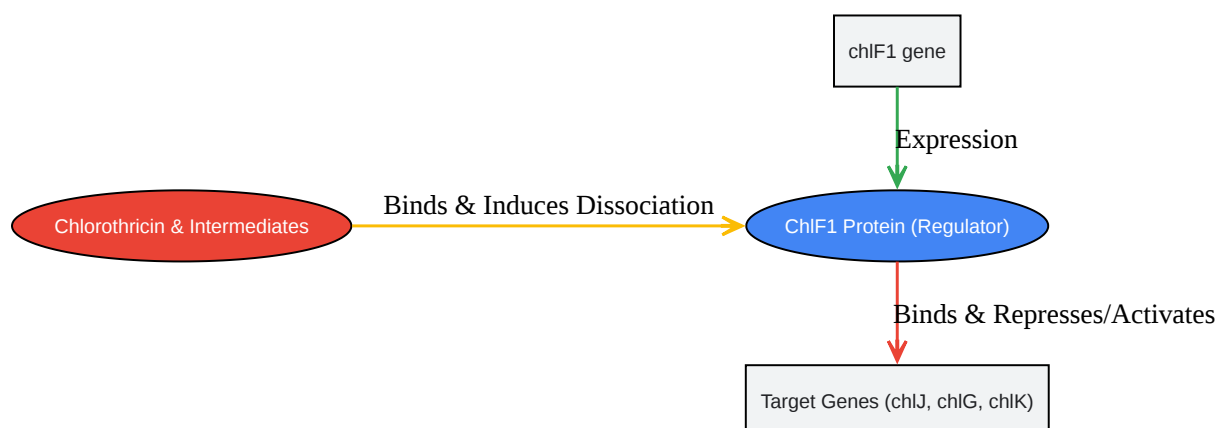 chlF1 gene
Expression
Chlorothricin & Intermediates
Binds & Induces Dissociation
ChlF1 Protein (Regulator)
Binds & Represses/Activates
Target Genes (chlJ, chlG, chlK)